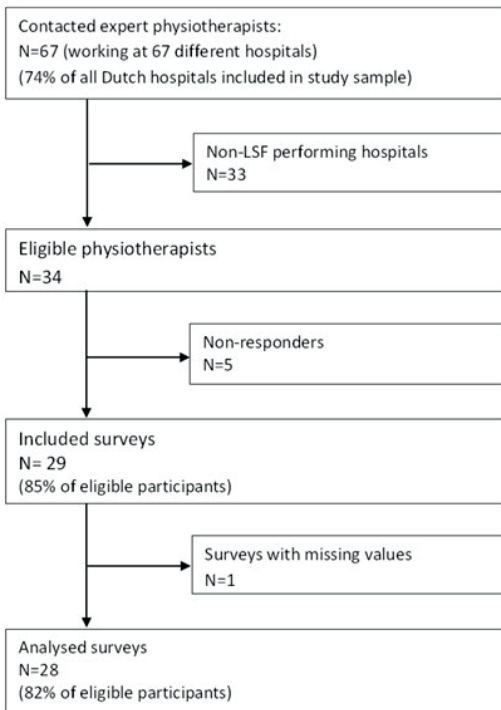 Contacted expert physiotherapists:
N=67 (working at 67 different hospitals)
(74% of all Dutch hospitals included in study sample)
Non-LSF performing hospitals
N=33
Eligible physiotherapists
N=34
Non-responders
N=5
Included surveys
N= 29
(85% of eligible participants)
Surveys with missing values
N=1
Analysed surveys
N=28
(82% of eligible participants)